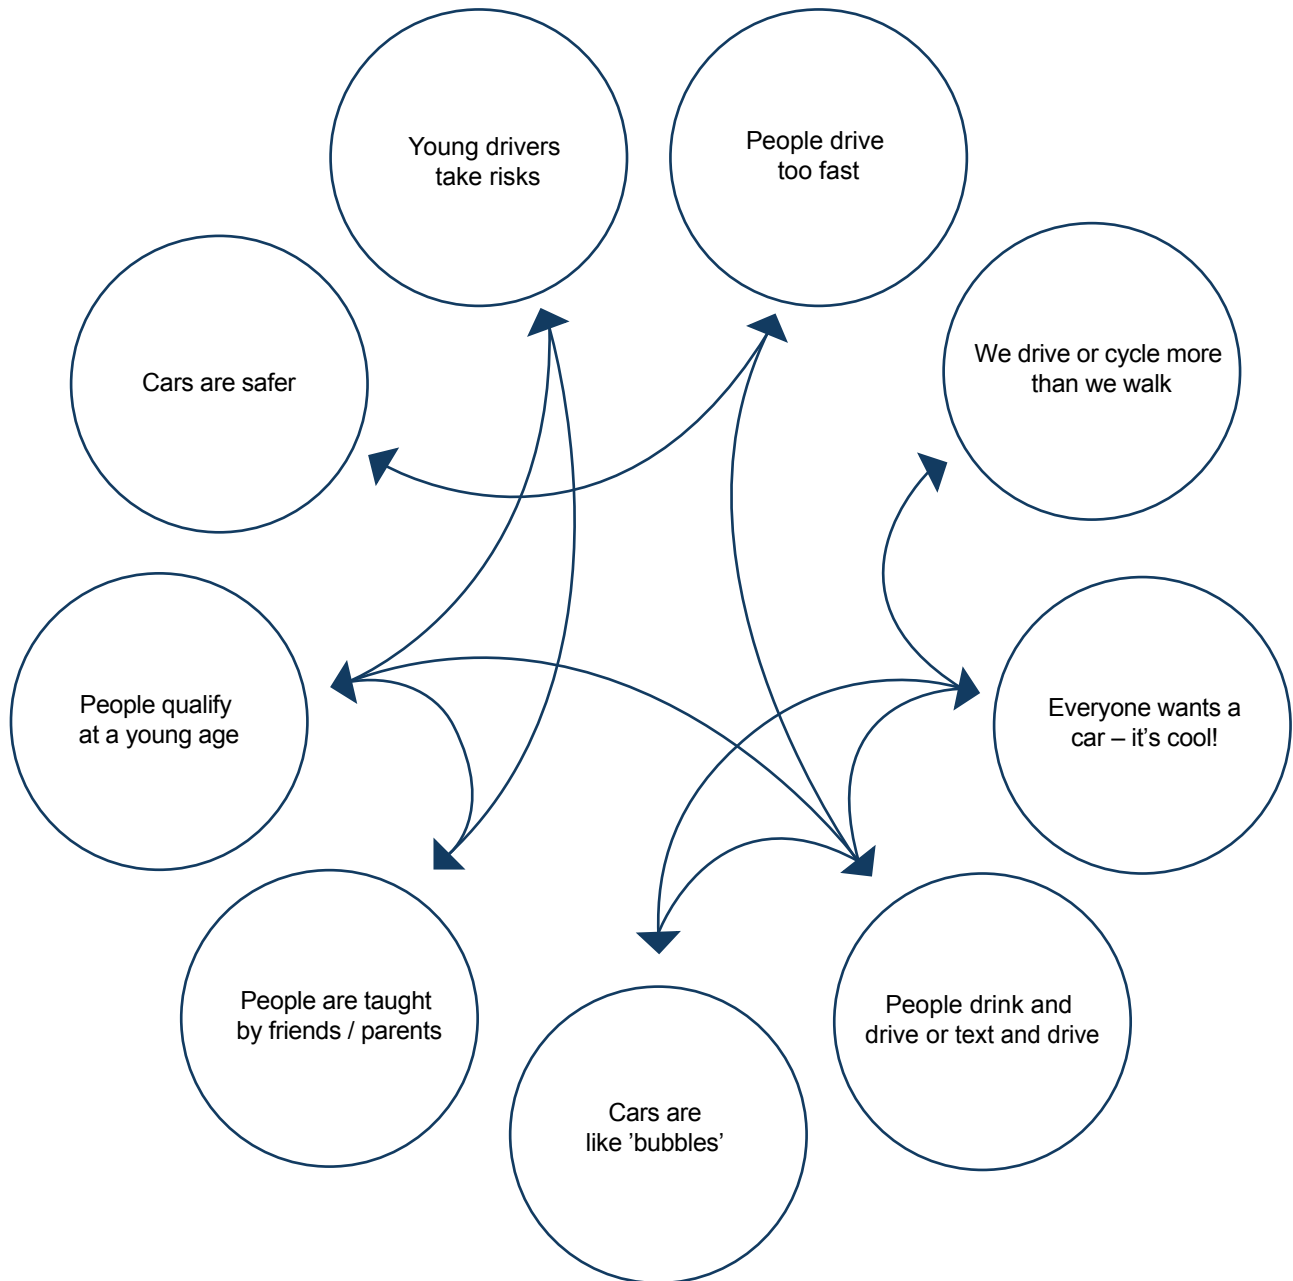 Young drivers
take risks
People drive
too fast
We drive or cycle more
than we walk
Cars are safer
People qualify
at a young age
Everyone wants a
car – it’s cool!
People are taught
by friends / parents
People drink and
drive or text and drive
Cars are
like ’bubbles’